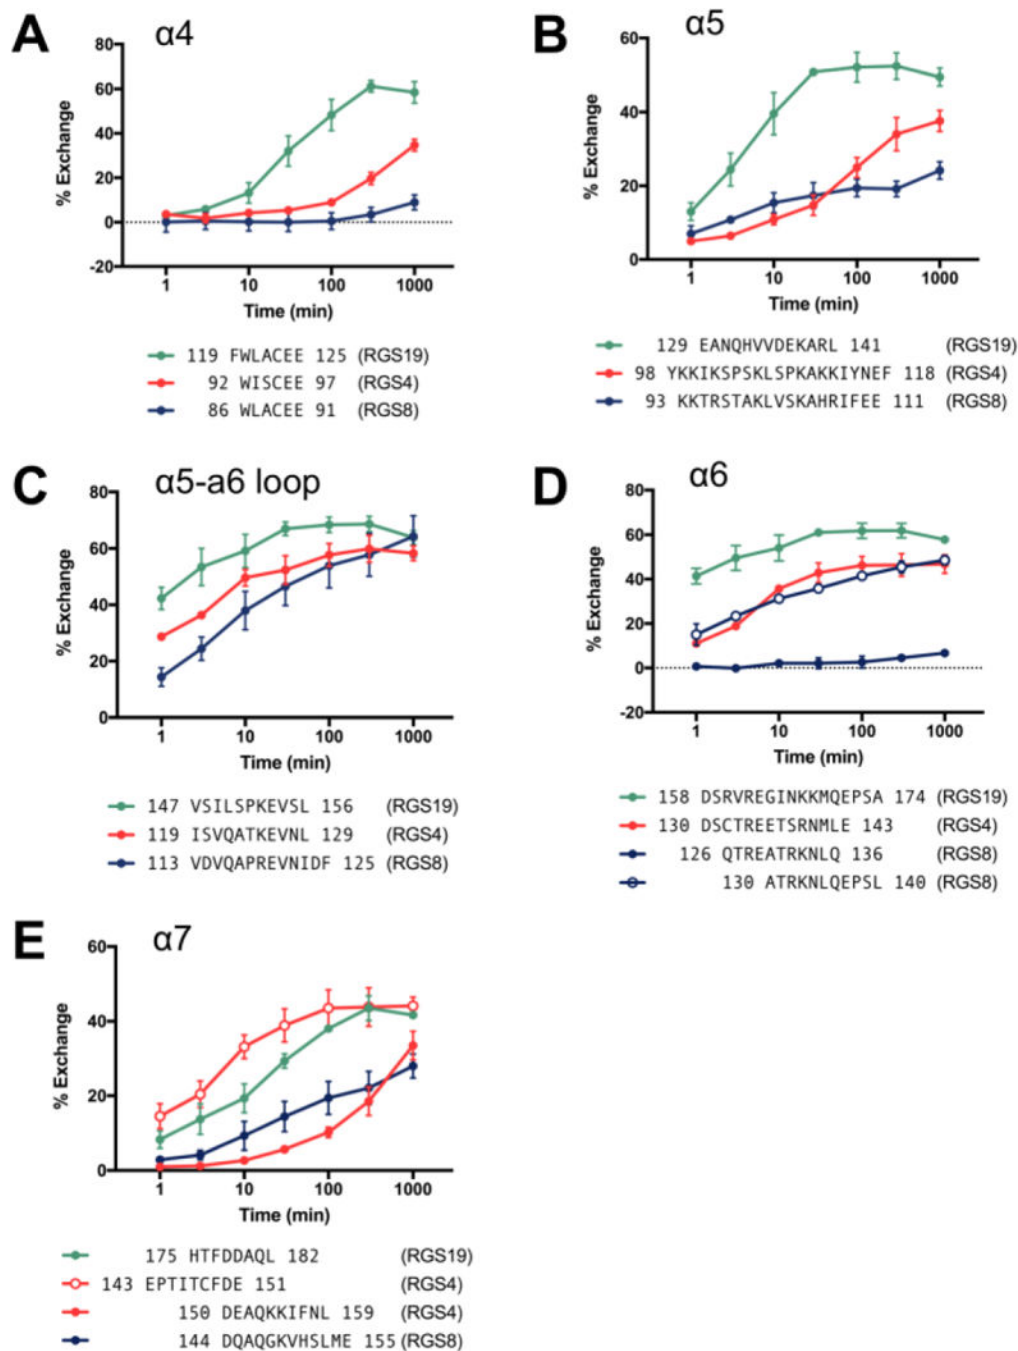 A α4
% Exchange
80
60
40
20
0
-20
1 10 100 1000
Time (min)
119 FWLACEE 125 (RGS19)
92 WISCEE 97 (RGS4)
86 WLACEE 91 (RGS8)
B α5
% Exchange
60
40
20
0
1 10 100 1000
Time (min)
129 EANQHVVDEKARL 141 (RGS19)
98 YKKIKSPSKLSPKAKKIYNEF 118 (RGS4)
93 KKTRSTAKLVSKAHRIFEE 111 (RGS8)
C α5-a6 loop
% Exchange
80
60
40
20
0
1 10 100 1000
Time (min)
147 VSILSPKEVSL 156 (RGS19)
119 ISVQATKEVNL 129 (RGS4)
113 VDVQAPREVNIDF 125 (RGS8)
D α6
% Exchange
80
60
40
20
0
-20
1 10 100 1000
Time (min)
158 DSRVREGINKKMQEPSA 174 (RGS19)
130 DSCTREETSRNMLE 143 (RGS4)
126 QTREATRKNLQ 136 (RGS8)
130 ATRKNLQEPSL 140 (RGS8)
E α7
% Exchange
60
40
20
0
1 10 100 1000
Time (min)
175 HTFDDAQL 182 (RGS19)
143 EPTITCFDE 151 (RGS4)
150 DEAQKKIFNL 159 (RGS4)
144 DQAQGKVHSLME 155 (RGS8)